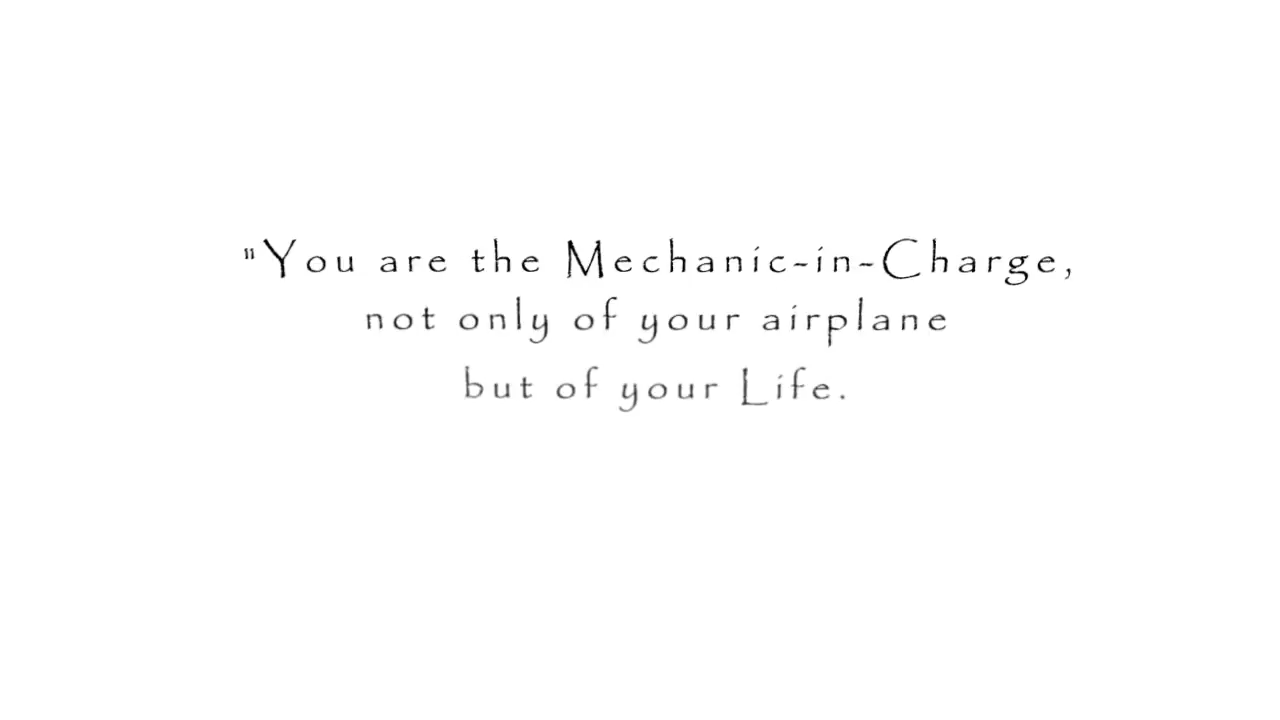 "You are the Mechanic-in-Charge,
not only of your airplane
but of your Life.